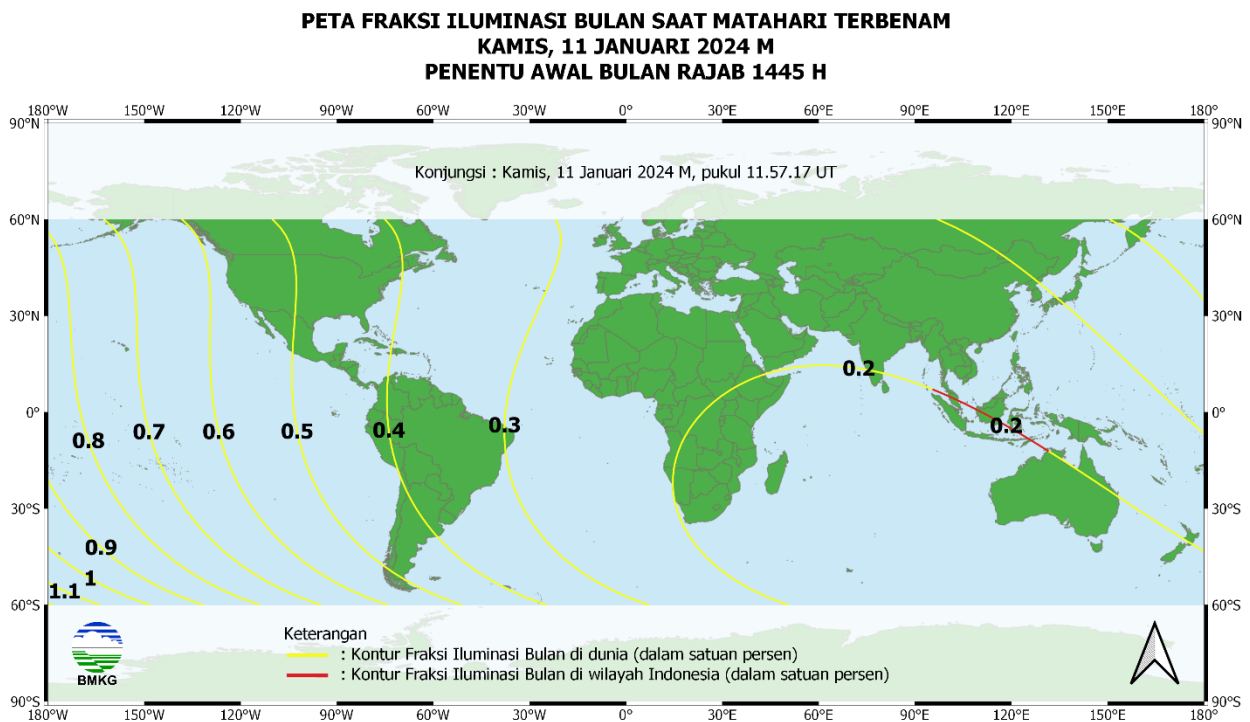 PETA FRAKSI ILUMINASI BULAN SAAT MATAHARI TERBENAM
KAMIS, 11 JANUARI 2024 M
PENENTU AWAL BULAN RAJAB 1445 H
180°W 150°W 120°W 90°W 60°W 30°W 0° 30°E 60°E 90°E 120°E 150°E 180°
90°N 90°N
Konjungsi : Kamis, 11 Januari 2024 M, pukul 11.57.17 UT
60°N 60°N
30°N 30°N
0.2
0° 0°
0.8 0.7 0.6 0.5 0.4 0.3 0.2
30°S 30°S
0.9
1
1.1
60°S 60°S
Keterangan
: Kontur Fraksi Iluminasi Bulan di dunia (dalam satuan persen)
: Kontur Fraksi Iluminasi Bulan di wilayah Indonesia (dalam satuan persen)
BMKG
90°S 90°S
180°W 150°W 120°W 90°W 60°W 30°W 0° 30°E 60°E 90°E 120°E 150°E 180°